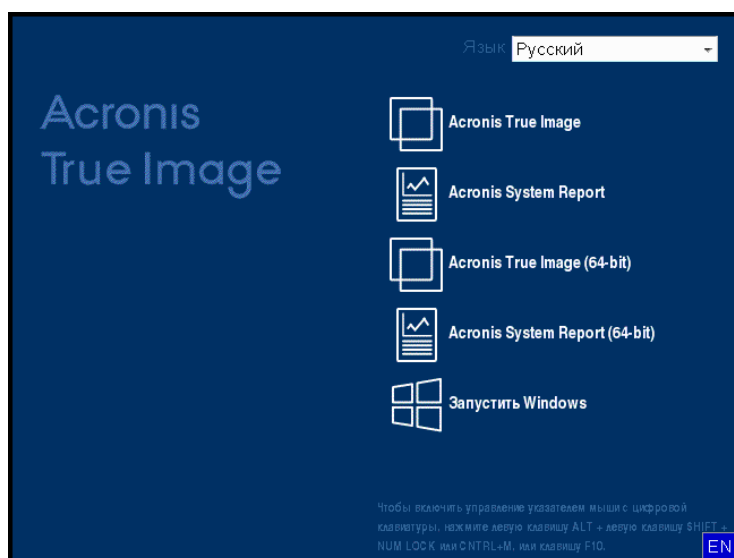 Язык Русский
Acronis
True Image
Acronis True Image
Acronis System Report
Acronis True Image (64-bit)
Acronis System Report (64-bit)
Запустить Windows
Чтобы включить управление указателем мыши с цифровой
клавиатуры, нажмите левую клавишу ALT + левую клавишу SHIFT +
NUM LOCK или CNTRL+M, или клавишу F10.
EN